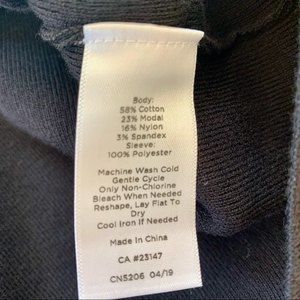 Body:
58% Cotton
23% Modal
16% Nylon
3% Spandex
Sleeve:
100% Polyester
Machine Wash Cold
Gentle Cycle
Only Non-Chlorine
Bleach When Needed
Reshape, Lay Flat To
Dry
Cool Iron If Needed
Made In China
CA #23147
CN5206 04/19